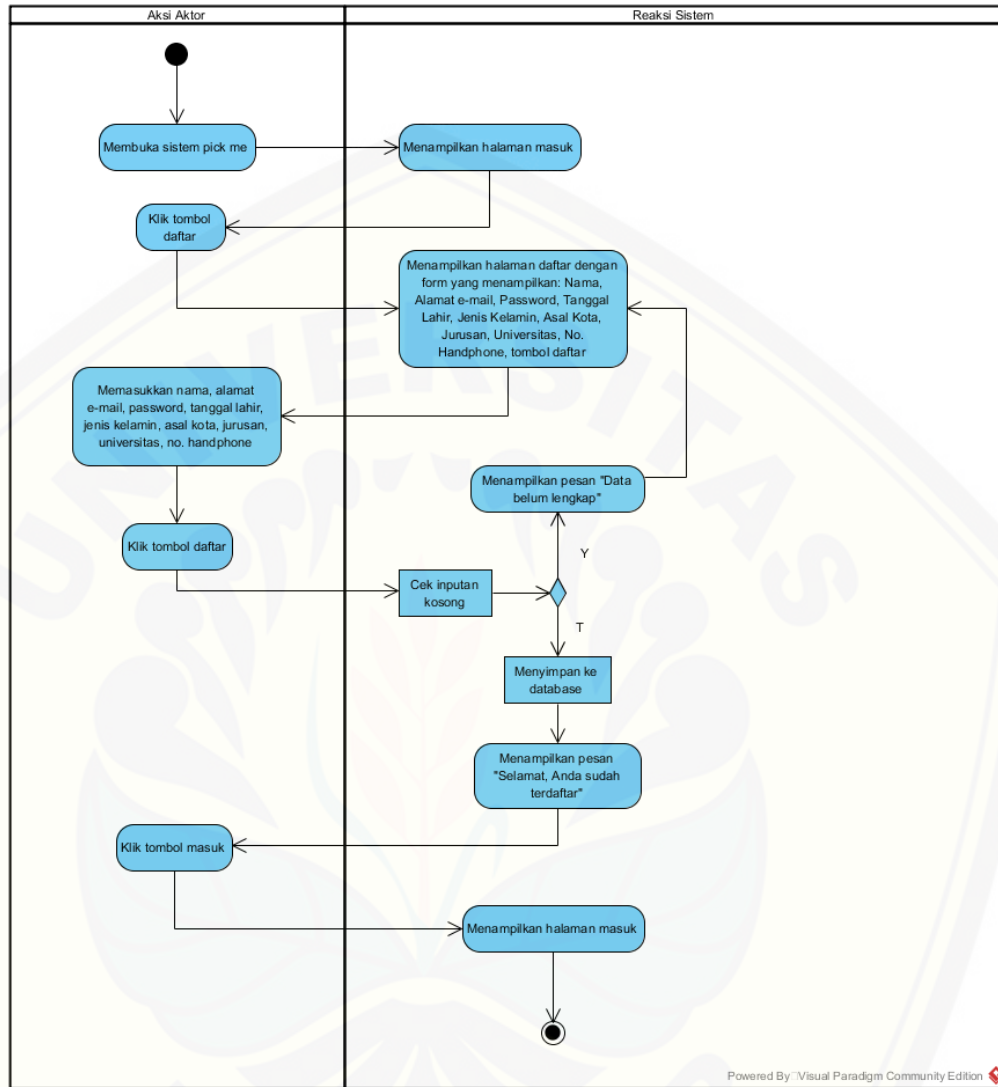 Aksi Aktor
Reaksi Sistem
Membuka sistem pick me
Menampilkan halaman masuk
Klik tombol
daftar
Menampilkan halaman daftar dengan
form yang menampilkan: Nama,
Alamat e-mail, Password, Tanggal
Lahir, Jenis Kelamin, Asal Kota,
Jurusan, Universitas, No.
Handphone, tombol daftar
Memasukkan nama, alamat
e-mail, password, tanggal lahir,
jenis kelamin, asal kota, jurusan,
universitas, no. handphone
Menampilkan pesan "Data
belum lengkap"
Klik tombol daftar
Y
Cek inputan
kosong
T
Menyimpan ke
database
Menampilkan pesan
"Selamat, Anda sudah
terdaftar"
Klik tombol masuk
Menampilkan halaman masuk
UNIVERSITAS
Powered By Visual Paradigm Community Edition